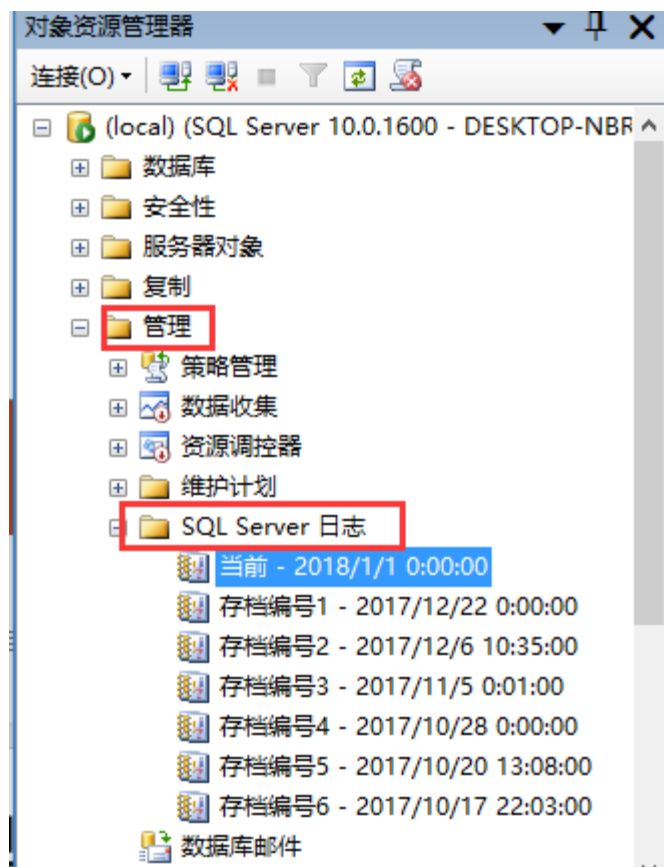 对象资源管理器
连接(O)
(local) (SQL Server 10.0.1600 - DESKTOP-NBR
数据库
安全性
服务器对象
复制
管理
策略管理
数据收集
资源调控器
维护计划
SQL Server 日志
当前 - 2018/1/1 0:00:00
存档编号1 - 2017/12/22 0:00:00
存档编号2 - 2017/12/6 10:35:00
存档编号3 - 2017/11/5 0:01:00
存档编号4 - 2017/10/28 0:00:00
存档编号5 - 2017/10/20 13:08:00
存档编号6 - 2017/10/17 22:03:00
数据库邮件